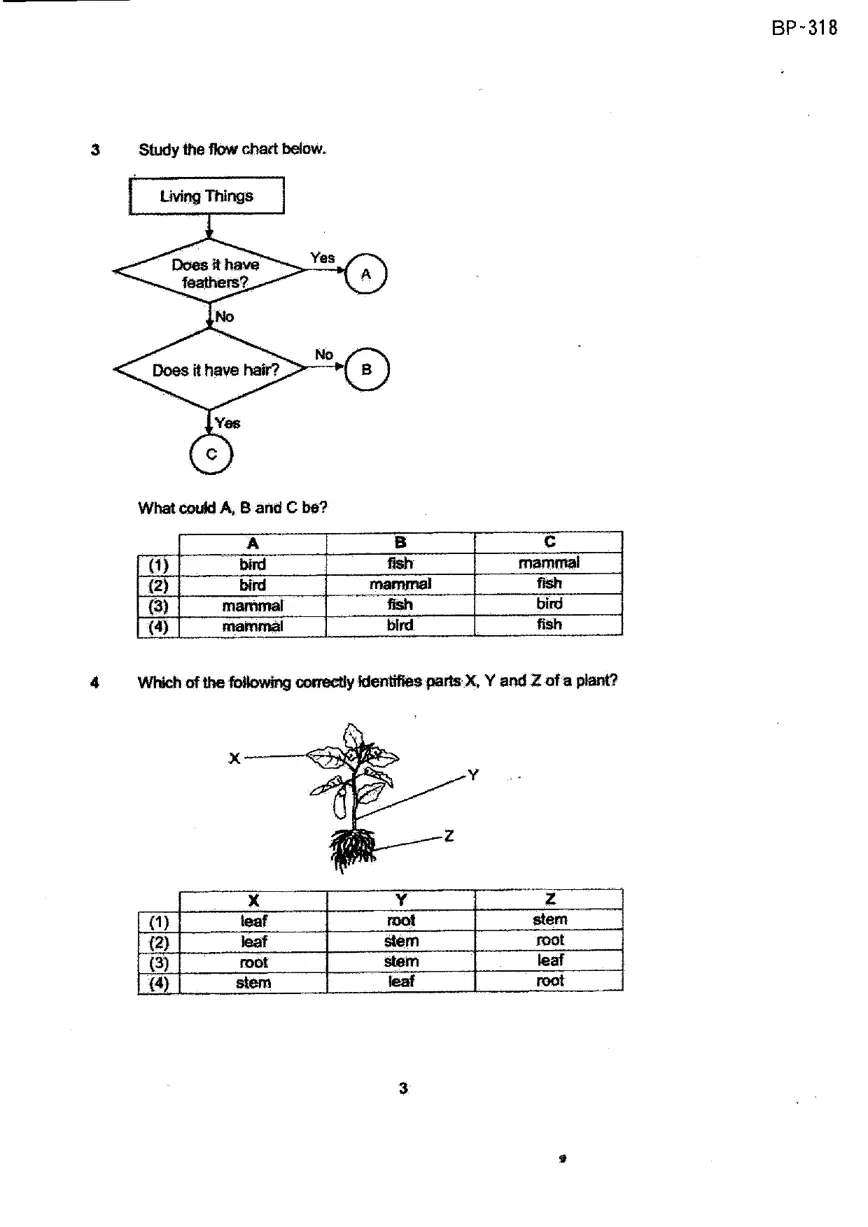 BP-318
3 Study the flow chart below.
Living Things
Does it have
feathers?
Yes
A
No
Does it have hair?
No
B
Yes
C
What could A, B and C be?
A B C
(1) bird fish mammal
(2) bird mammal fish
(3) mammal fish bird
(4) mammal bird fish
4 Which of the following correctly identifies parts X, Y and Z of a plant?
X
Y
Z
X Y Z
(1) leaf root stem
(2) leaf stem root
(3) root stem leaf
(4) stem leaf root
3
9